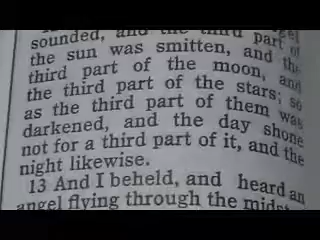 sounded, and the third part of
the sun was smitten, and the
third part of the moon, and
the third part of the stars; so
as the third part of them was
darkened, and the day shone
not for a third part of it, and the
night likewise.
13 And I beheld, and heard an
angel flying through the midst